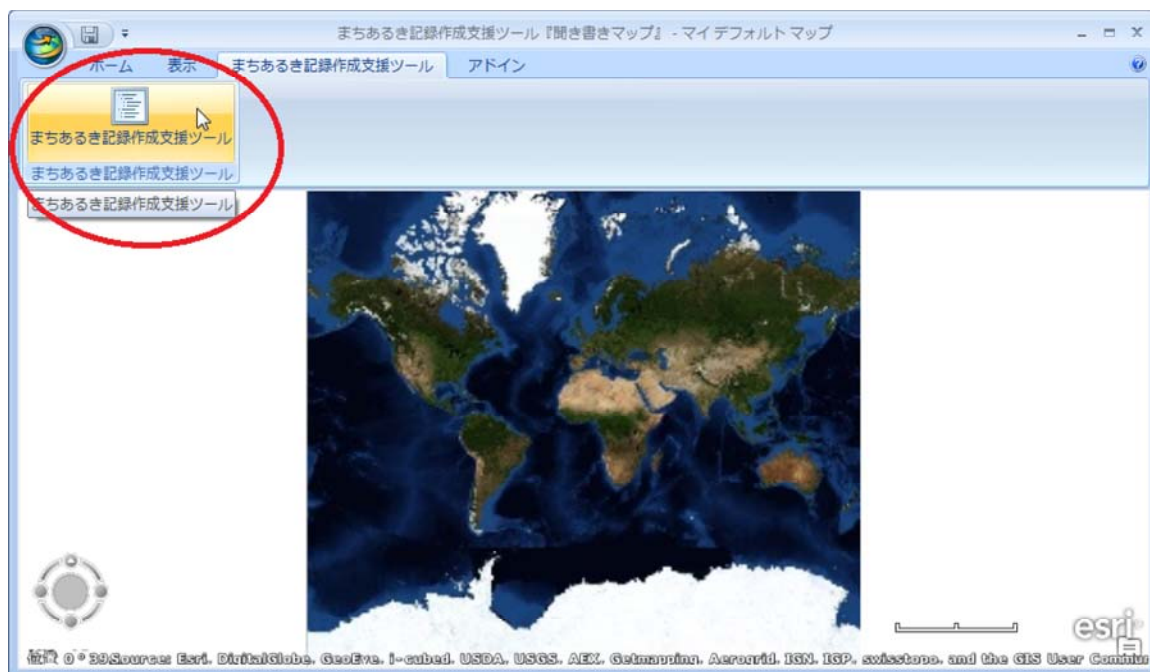 まちあるき記録作成支援ツール『聞き書きマップ』 - マイ デフォルト マップ
ホーム 表示 まちあるき記録作成支援ツール アドイン
まちあるき記録作成支援ツール
まちあるき記録作成支援ツール
まちあるき記録作成支援ツール
esri
Source: Esri, DigitalGlobe, GeoEye, i-cubed, USDA, USGS, AEX, Getmapping, Aerogrid, IGN, IGP, swisstopo, and the GIS User